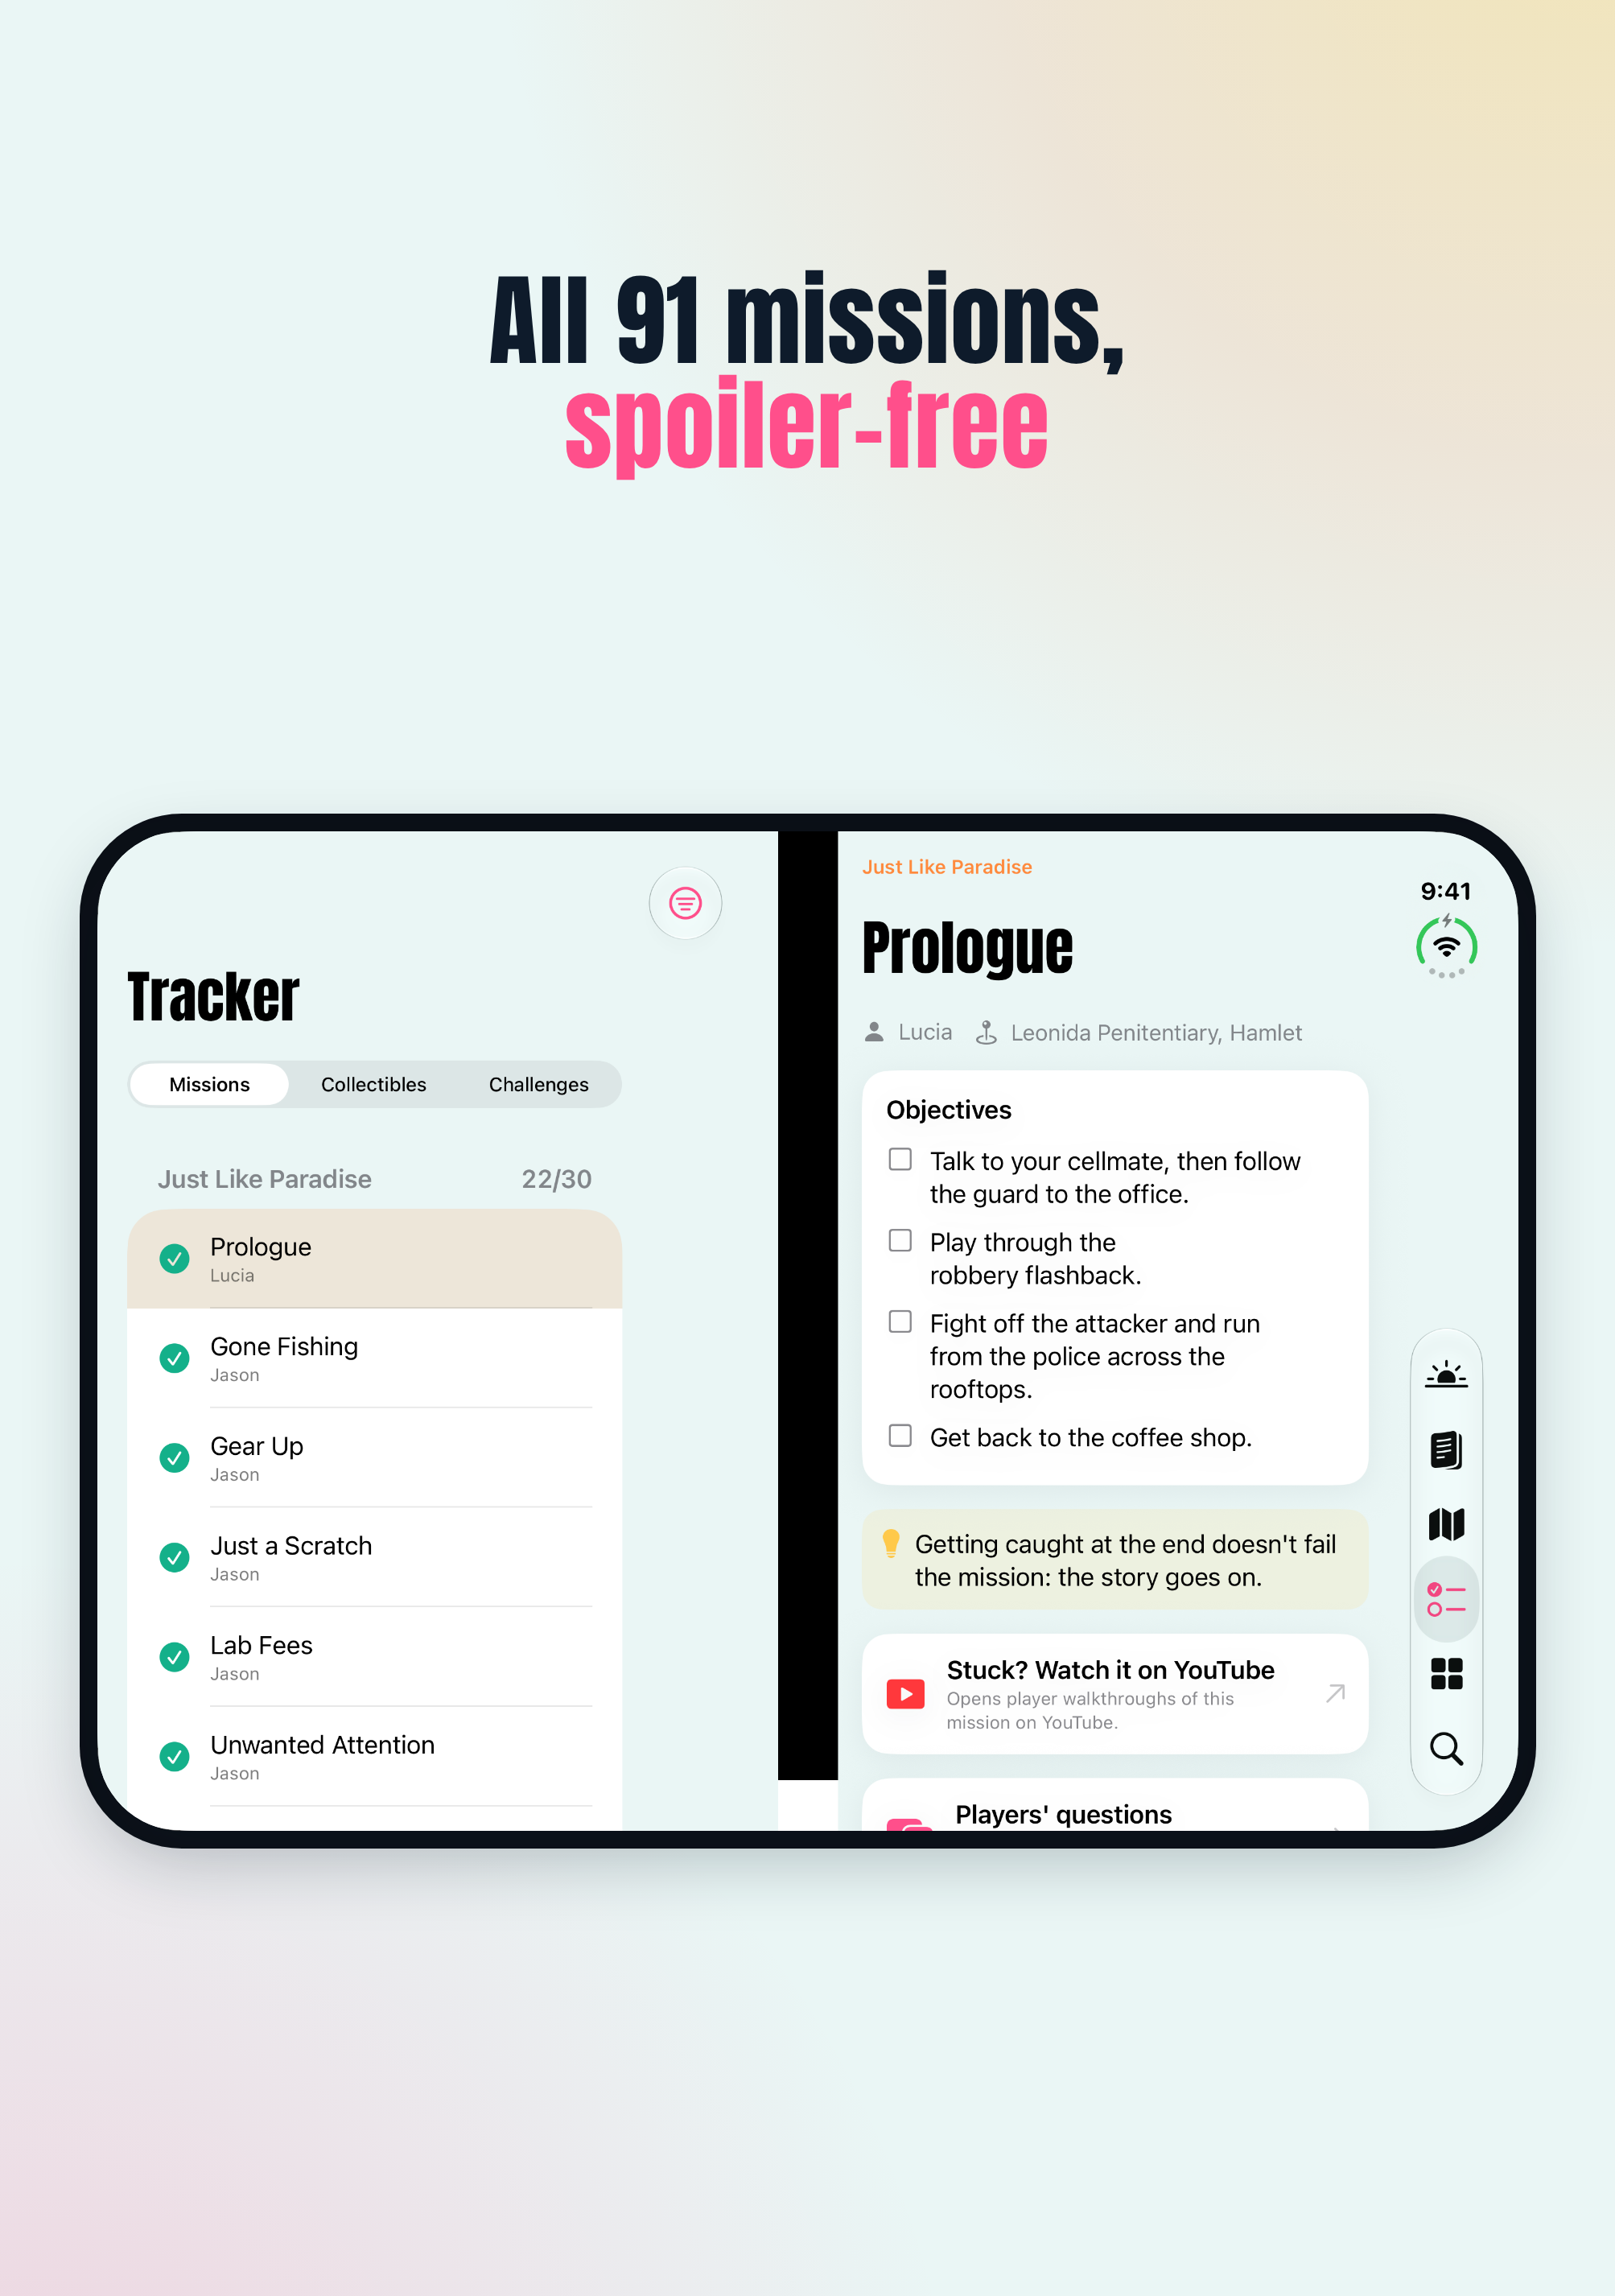 All 91 missions,
spoiler-free
Tracker
Missions
Collectibles
Challenges
Just Like Paradise
22/30
Prologue
Lucia
Gone Fishing
Jason
Gear Up
Jason
Just a Scratch
Jason
Lab Fees
Jason
Unwanted Attention
Jason
Just Like Paradise
9:41
Prologue
Lucia
Leonida Penitentiary, Hamlet
Objectives
Talk to your cellmate, then follow
the guard to the office.
Play through the
robbery flashback.
Fight off the attacker and run
from the police across the
rooftops.
Get back to the coffee shop.
Getting caught at the end doesn't fail
the mission: the story goes on.
Stuck? Watch it on YouTube
Opens player walkthroughs of this
mission on YouTube.
Players' questions